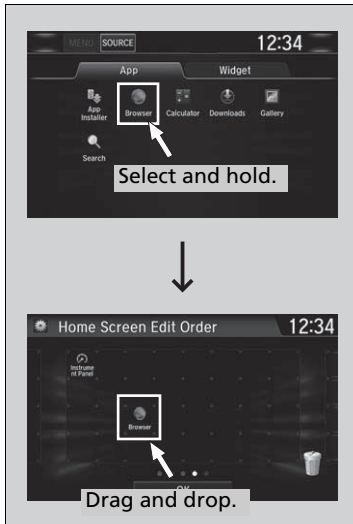 MENU SOURCE 12:34
App Widget
App Installer Browser Calculator Downloads Gallery
Search
Select and hold.
Home Screen Edit Order 12:34
Instrume
nt Panel
Browser
OK
Drag and drop.